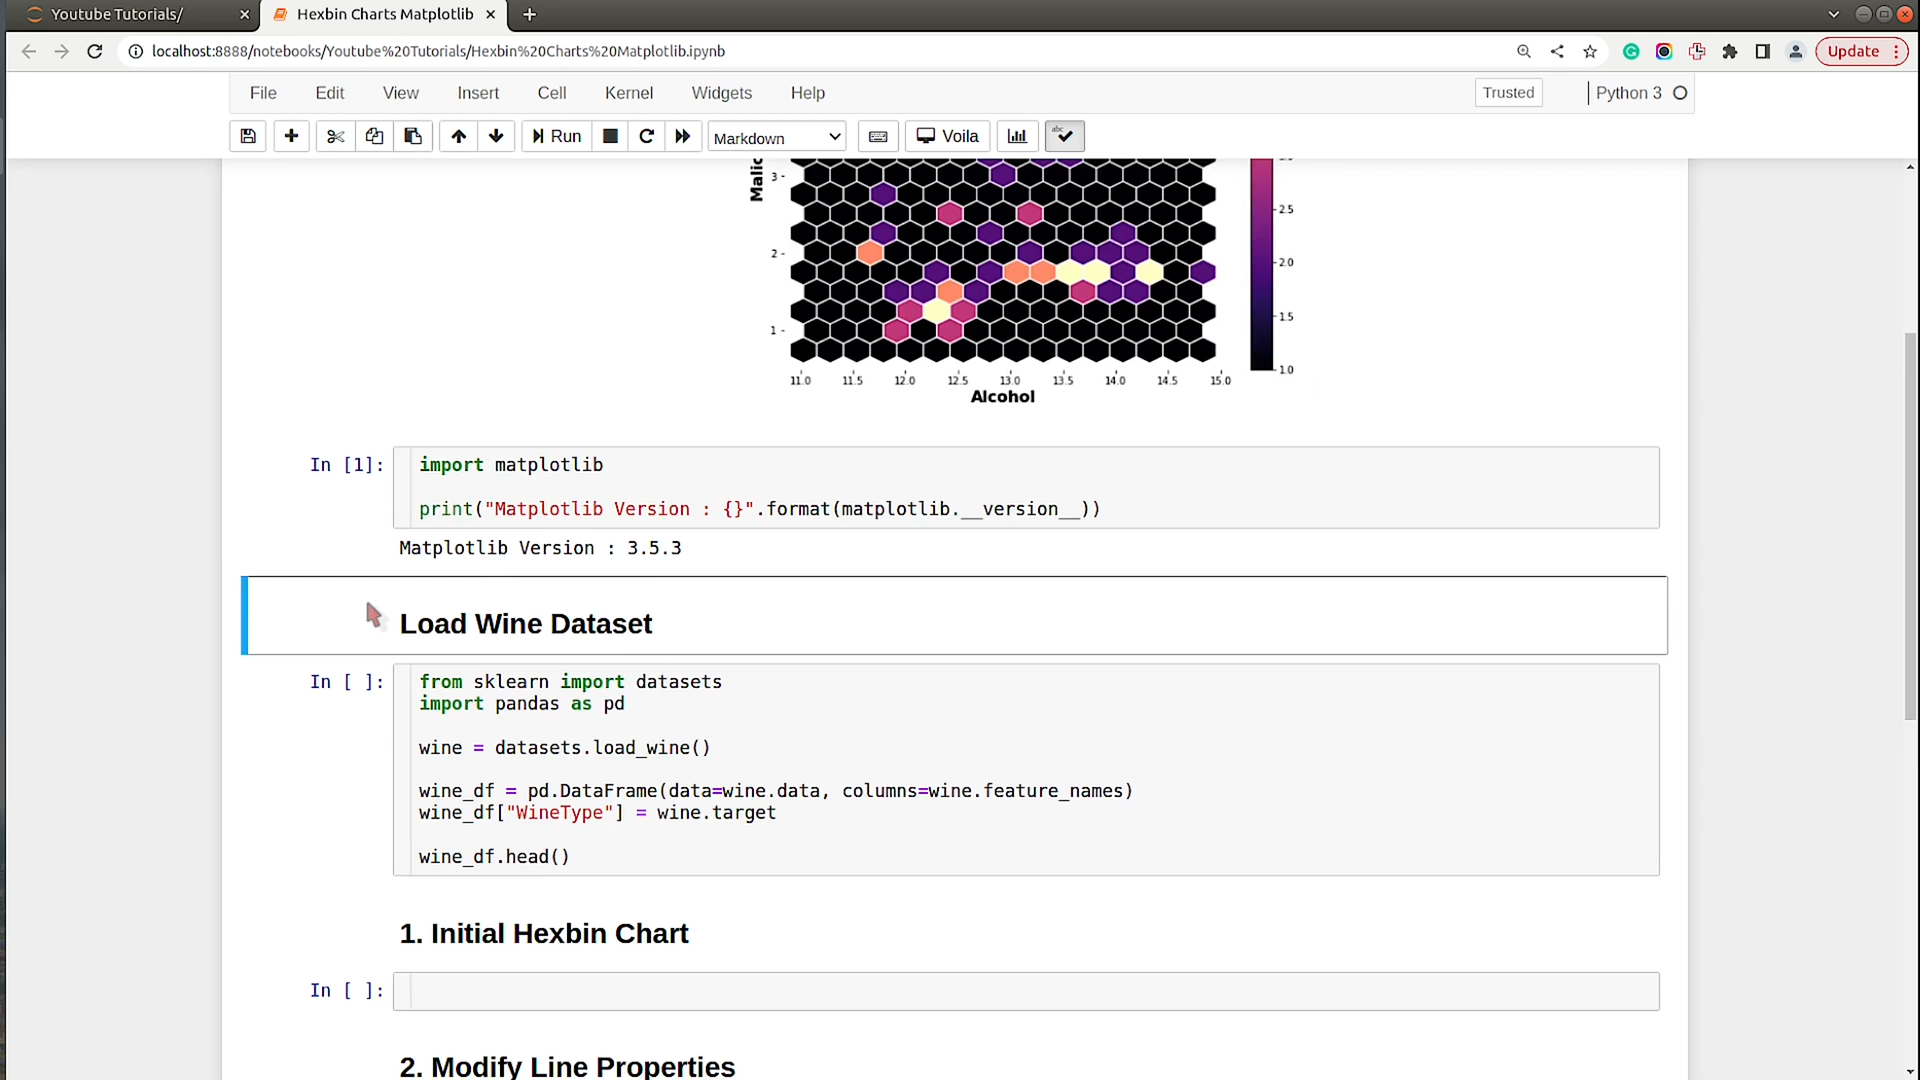 Youtube Tutorials/
Hexbin Charts Matplotlib
localhost:8888/notebooks/Youtube%20Tutorials/Hexbin%20Charts%20Matplotlib.ipynb
Update
File Edit View Insert Cell Kernel Widgets Help
Trusted
Python 3
Run
Markdown
Voila
abc
Malic
3
2
1
2.5
2.0
1.5
1.0
11.0 11.5 12.0 12.5 13.0 13.5 14.0 14.5 15.0
Alcohol
In [1]:
import matplotlib
print("Matplotlib Version : {}".format(matplotlib.__version__))
Matplotlib Version : 3.5.3
Load Wine Dataset
In [ ]:
from sklearn import datasets
import pandas as pd
wine = datasets.load_wine()
wine_df = pd.DataFrame(data=wine.data, columns=wine.feature_names)
wine_df["WineType"] = wine.target
wine_df.head()
1. Initial Hexbin Chart
In [ ]:
2. Modify Line Properties